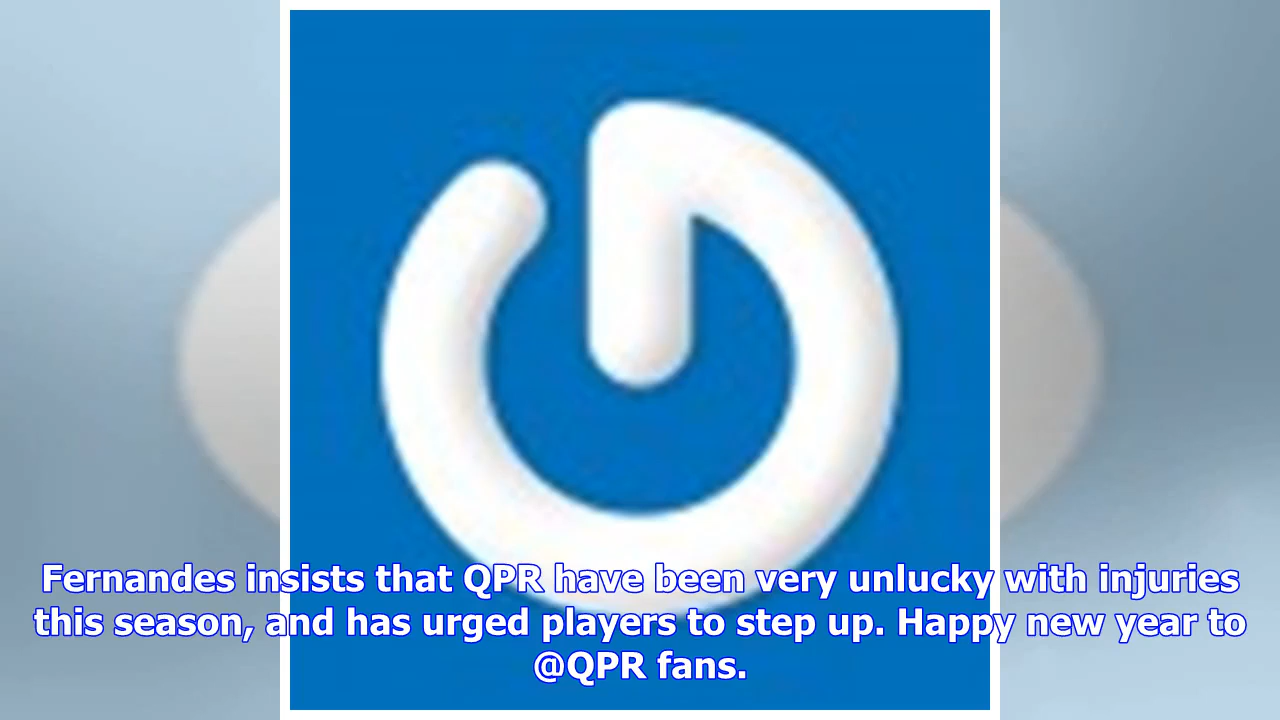 Fernandes insists that QPR have been very unlucky with injuries
this season, and has urged players to step up. Happy new year to
@QPR fans.